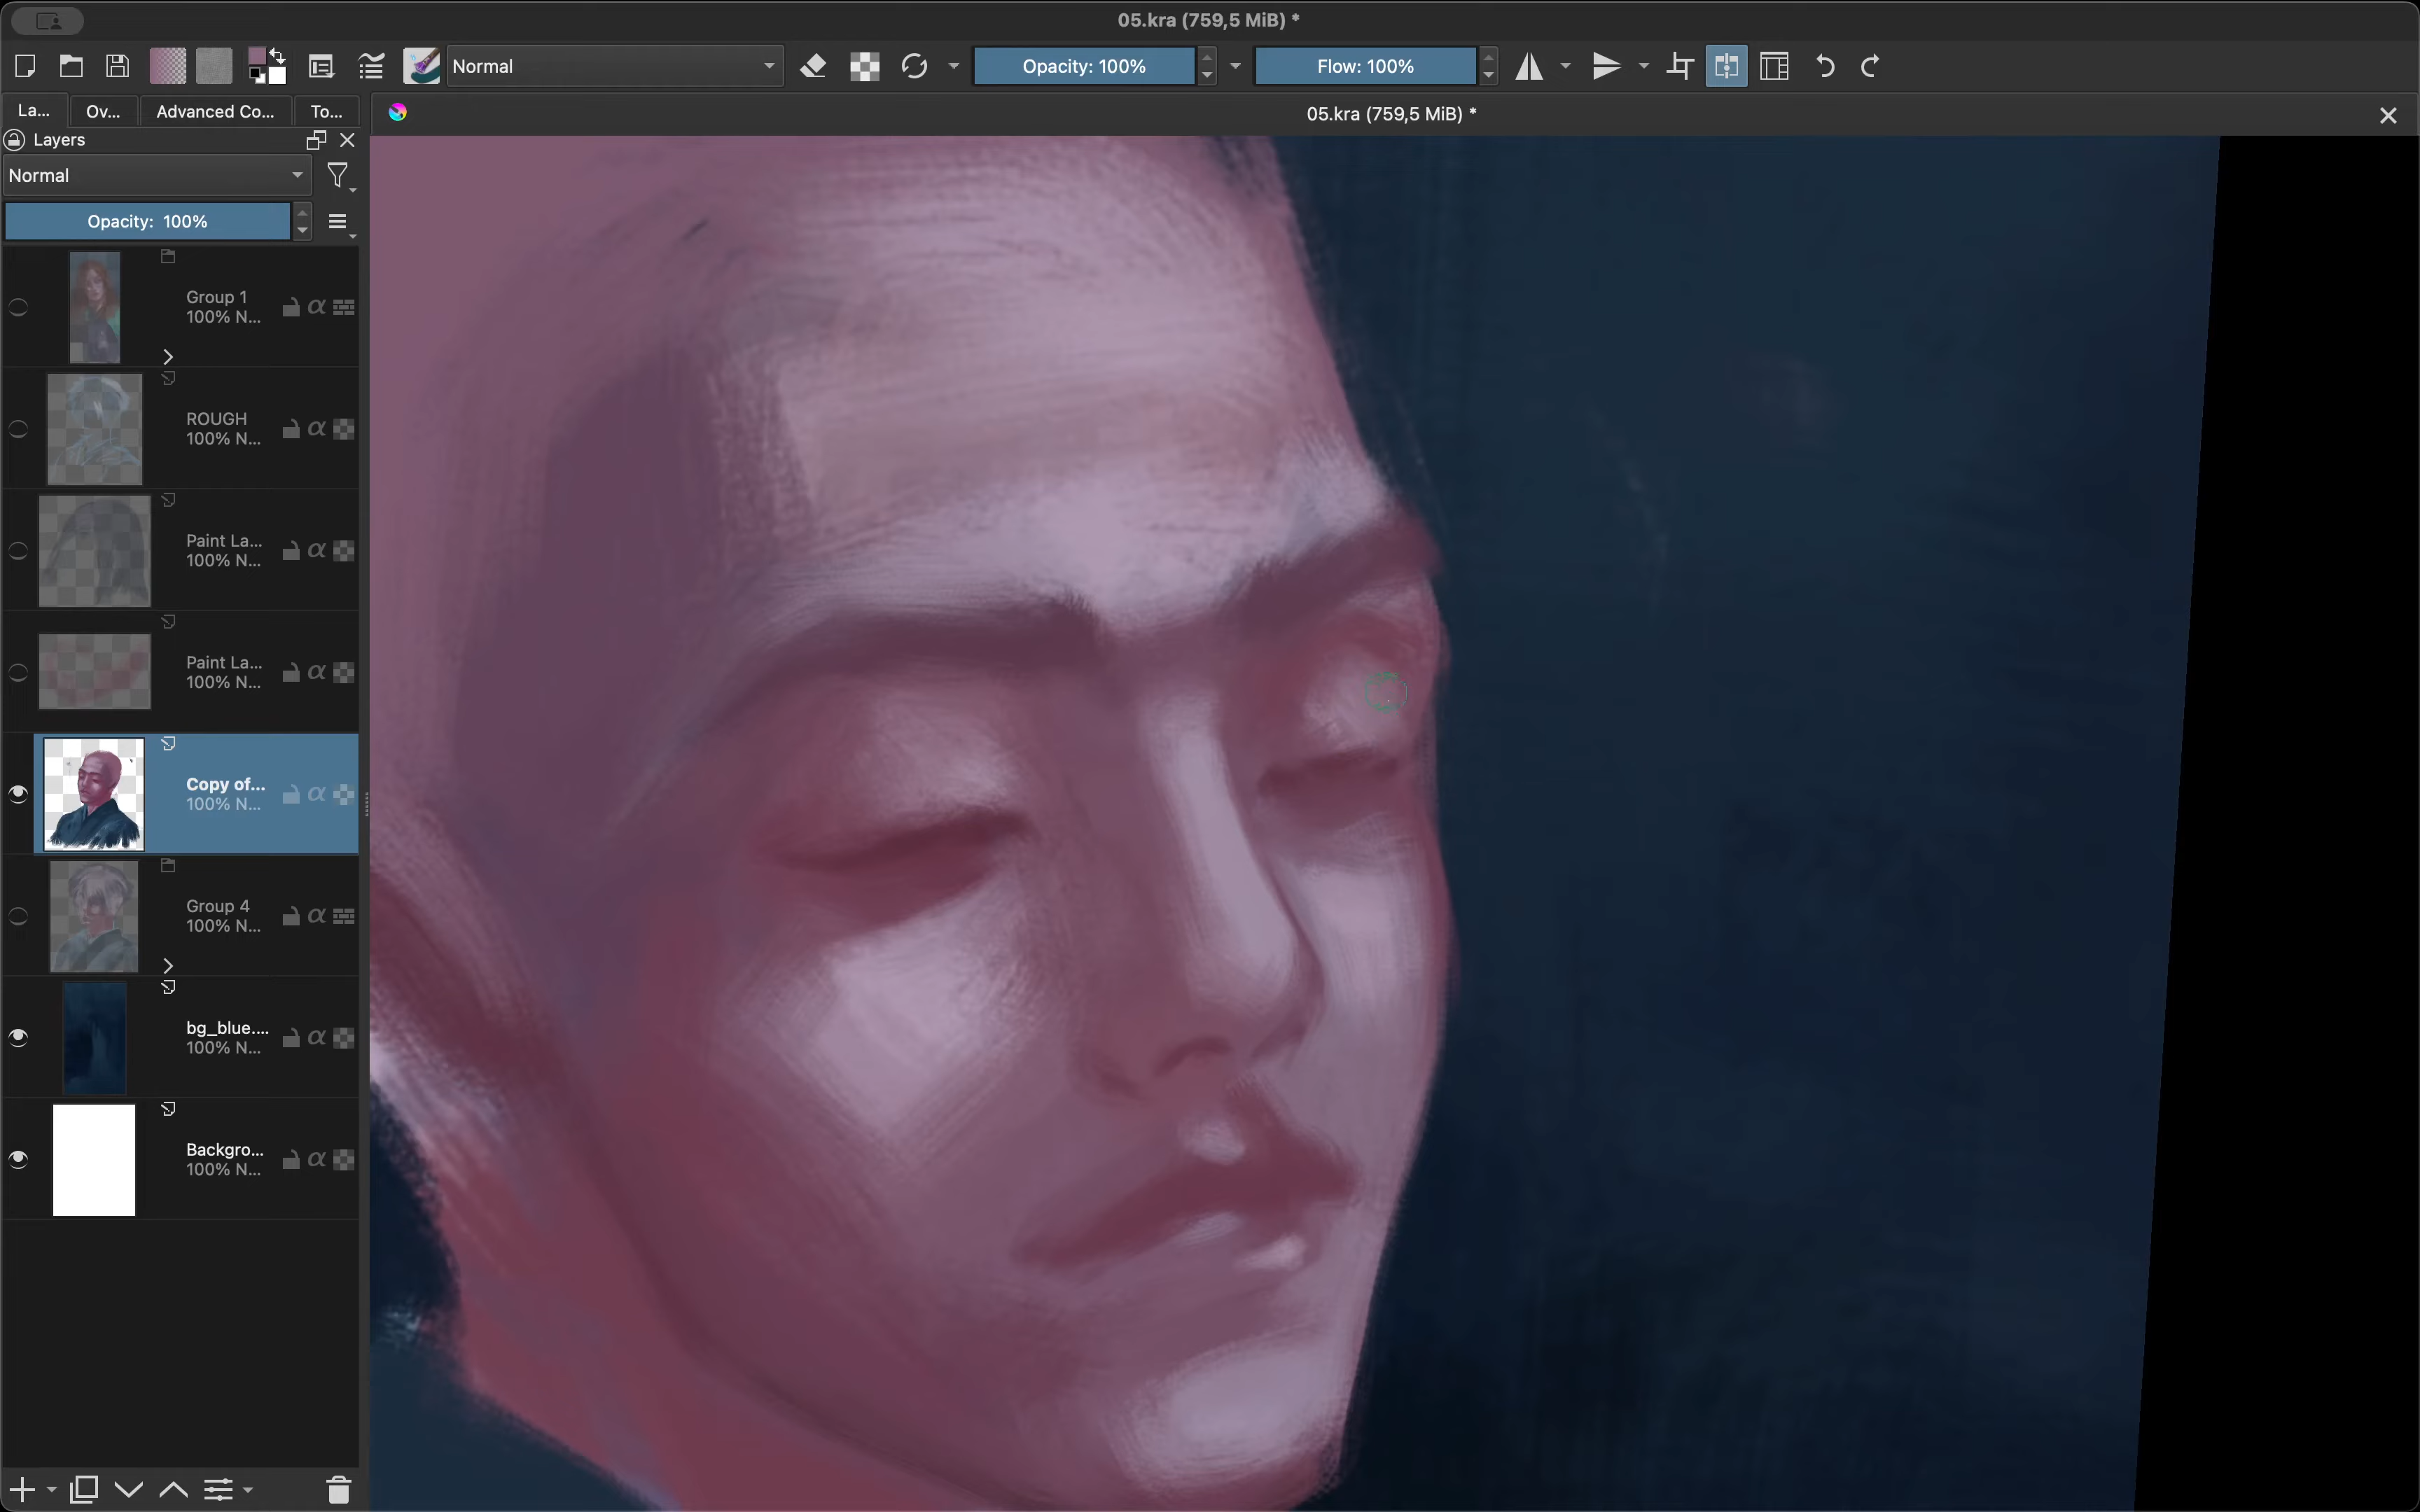 05.kra (759,5 MiB) *
Normal
Opacity: 100%
Flow: 100%
La...
Ov...
Advanced Co...
To...
05.kra (759,5 MiB) *
Layers
Normal
Opacity: 100%
Group 1
100% N...
ROUGH
100% N...
Paint La...
100% N...
Paint La...
100% N...
Copy of...
100% N...
Group 4
100% N...
bg_blue....
100% N...
Backgro...
100% N...